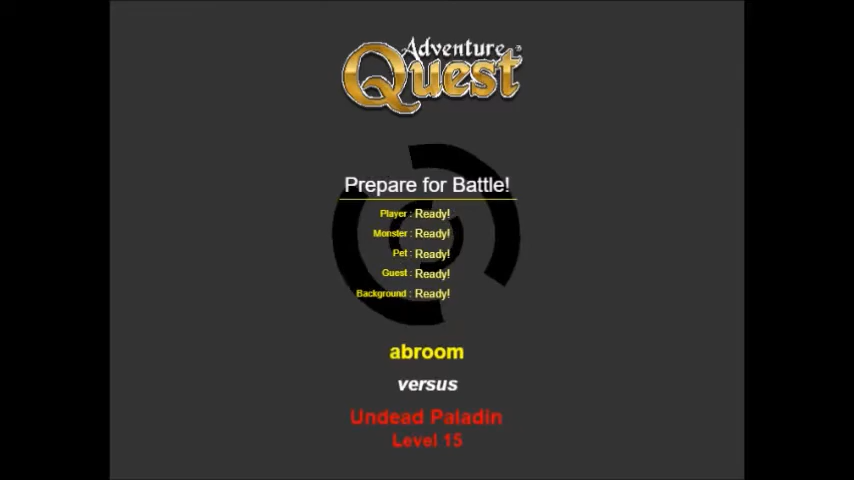 Adventure
Quest
Prepare for Battle!
Player : Ready!
Monster : Ready!
Pet : Ready!
Guest : Ready!
Background : Ready!
abroom
versus
Undead Paladin
Level 15